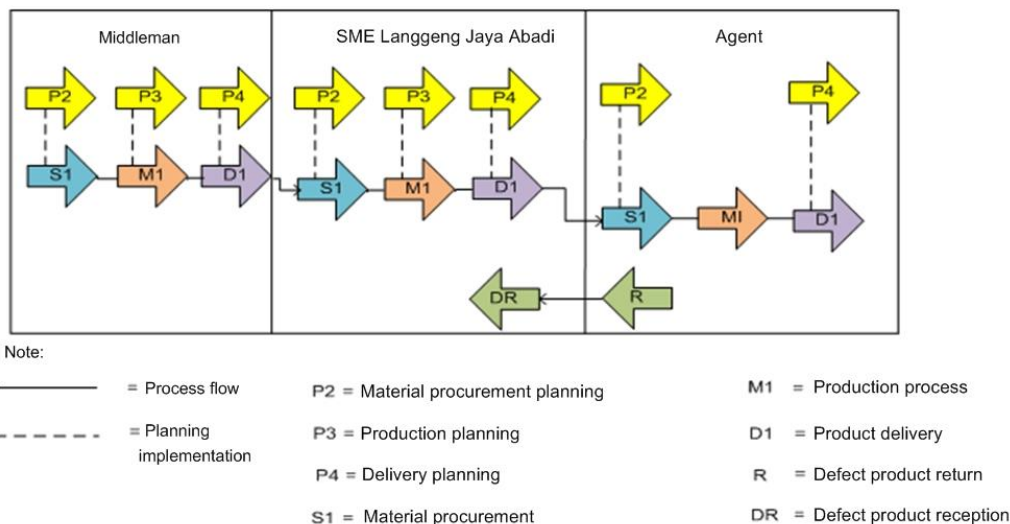 Middleman
SME Langgeng Jaya Abadi
Agent
P2 P3 P4 P2 P3 P4 P2 P4
S1 M1 D1 S1 M1 D1 S1 MI D1
DR R
Note:
= Process flow
= Planning
implementation
P2 = Material procurement planning
P3 = Production planning
P4 = Delivery planning
S1 = Material procurement
M1 = Production process
D1 = Product delivery
R = Defect product return
DR = Defect product reception